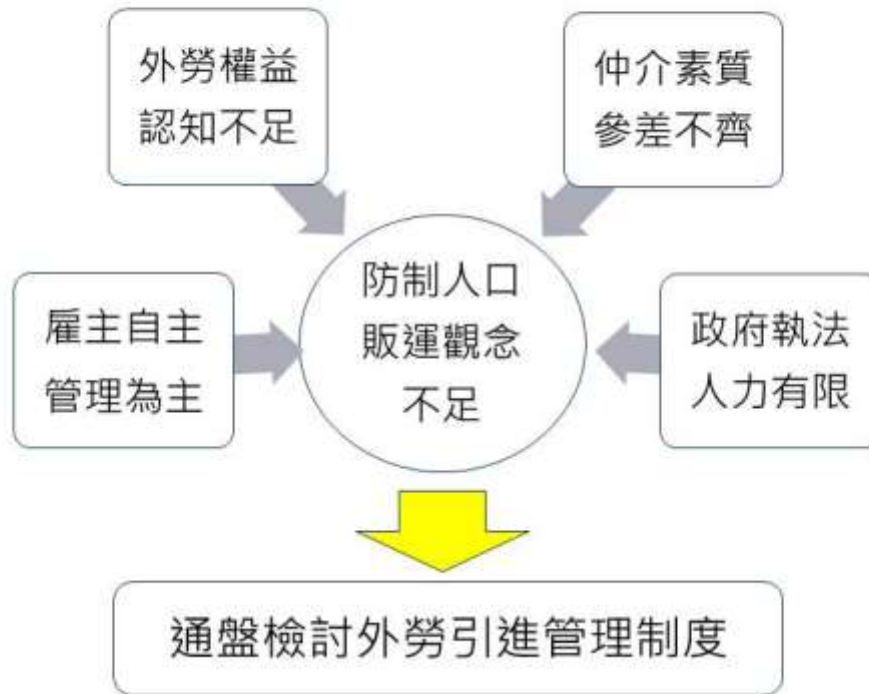 外勞權益
認知不足
仲介素質
參差不齊
防制人口
販運觀念
不足
雇主自主
管理為主
政府執法
人力有限
通盤檢討外勞引進管理制度